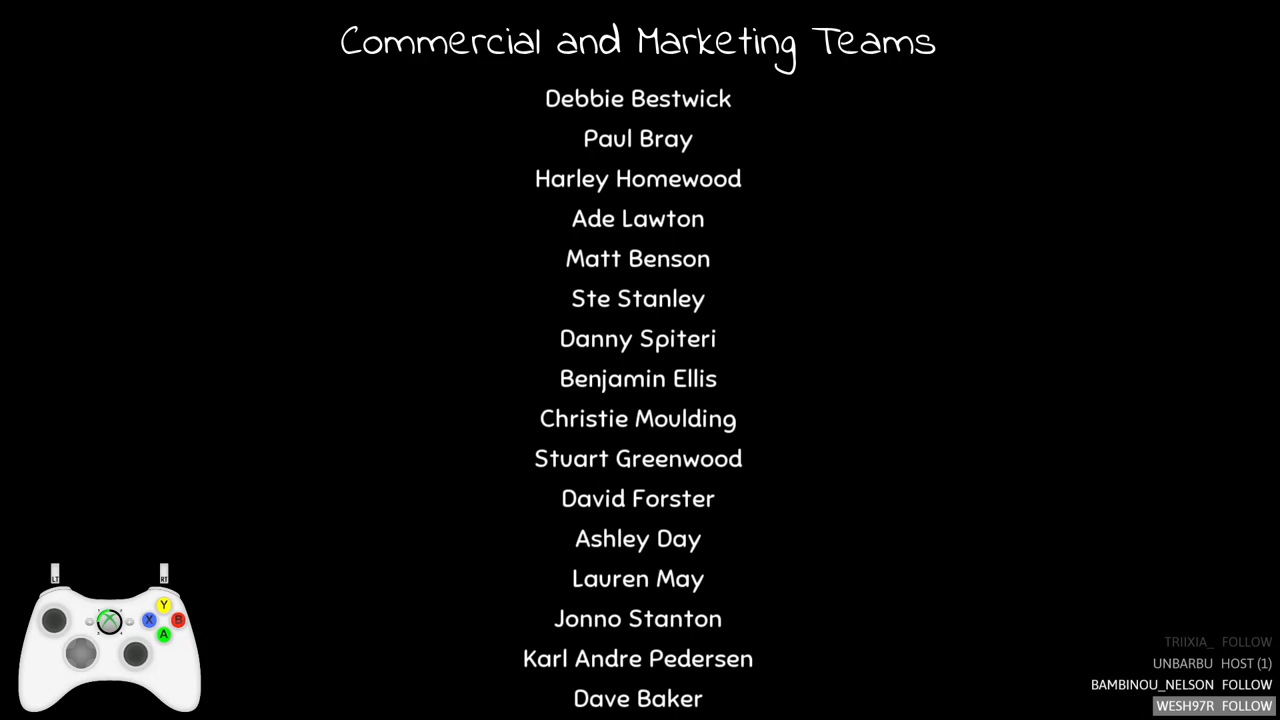 Commercial and Marketing Teams
Debbie Bestwick
Paul Bray
Harley Homewood
Ade Lawton
Matt Benson
Ste Stanley
Danny Spiteri
Benjamin Ellis
Christie Moulding
Stuart Greenwood
David Forster
Ashley Day
Lauren May
Jonno Stanton
Karl Andre Pedersen
Dave Baker
LT
RT
Y
X
B
A
TRIIXIA_ FOLLOW
UNBARBU HOST (1)
BAMBINOU_NELSON FOLLOW
WESH97R FOLLOW